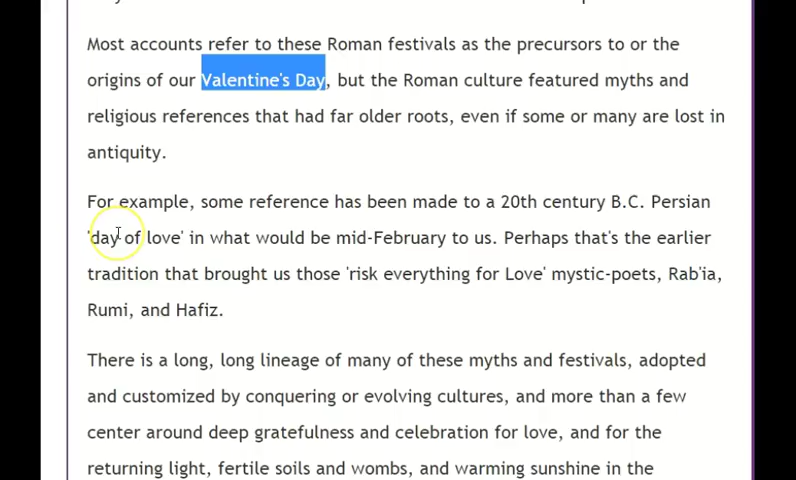 Most accounts refer to these Roman festivals as the precursors to or the
origins of our Valentine's Day, but the Roman culture featured myths and
religious references that had far older roots, even if some or many are lost in
antiquity.
For example, some reference has been made to a 20th century B.C. Persian
'day of love' in what would be mid-February to us. Perhaps that's the earlier
tradition that brought us those 'risk everything for Love' mystic-poets, Rab'ia,
Rumi, and Hafiz.
There is a long, long lineage of many of these myths and festivals, adopted
and customized by conquering or evolving cultures, and more than a few
center around deep gratefulness and celebration for love, and for the
returning light, fertile soils and wombs, and warming sunshine in the